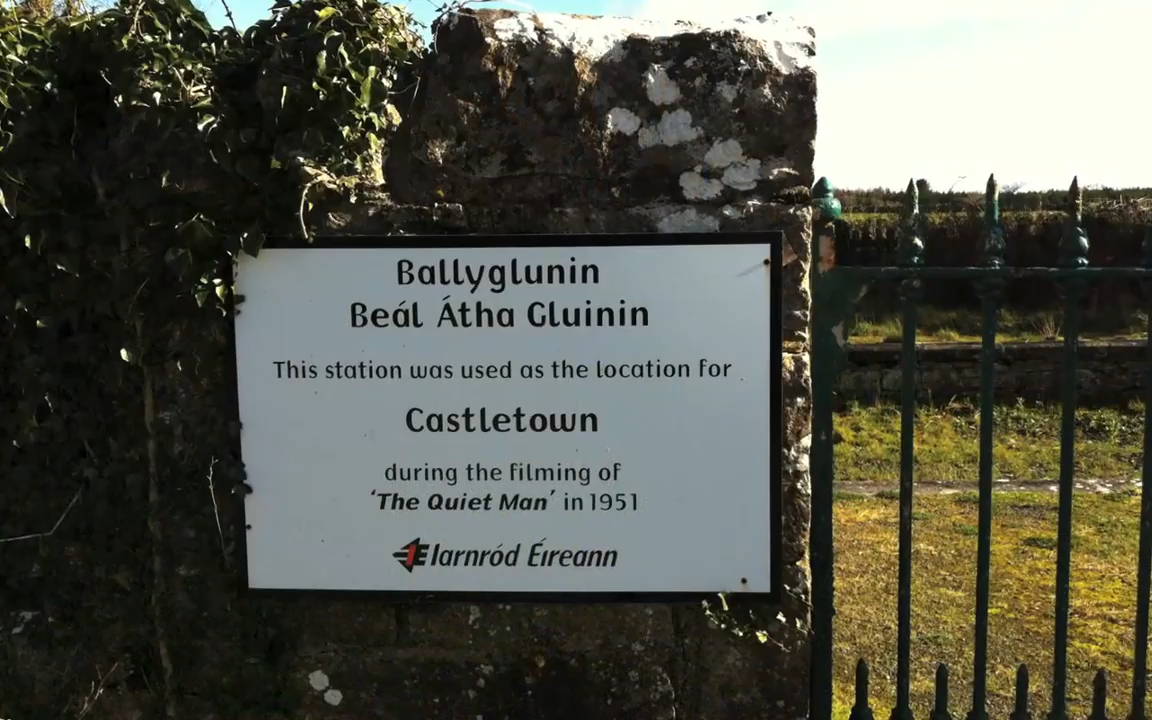 Ballyglunin
Beál Átha Gluinin
This station was used as the location for
Castletown
during the filming of
‘The Quiet Man’ in 1951
Iarnród Éireann